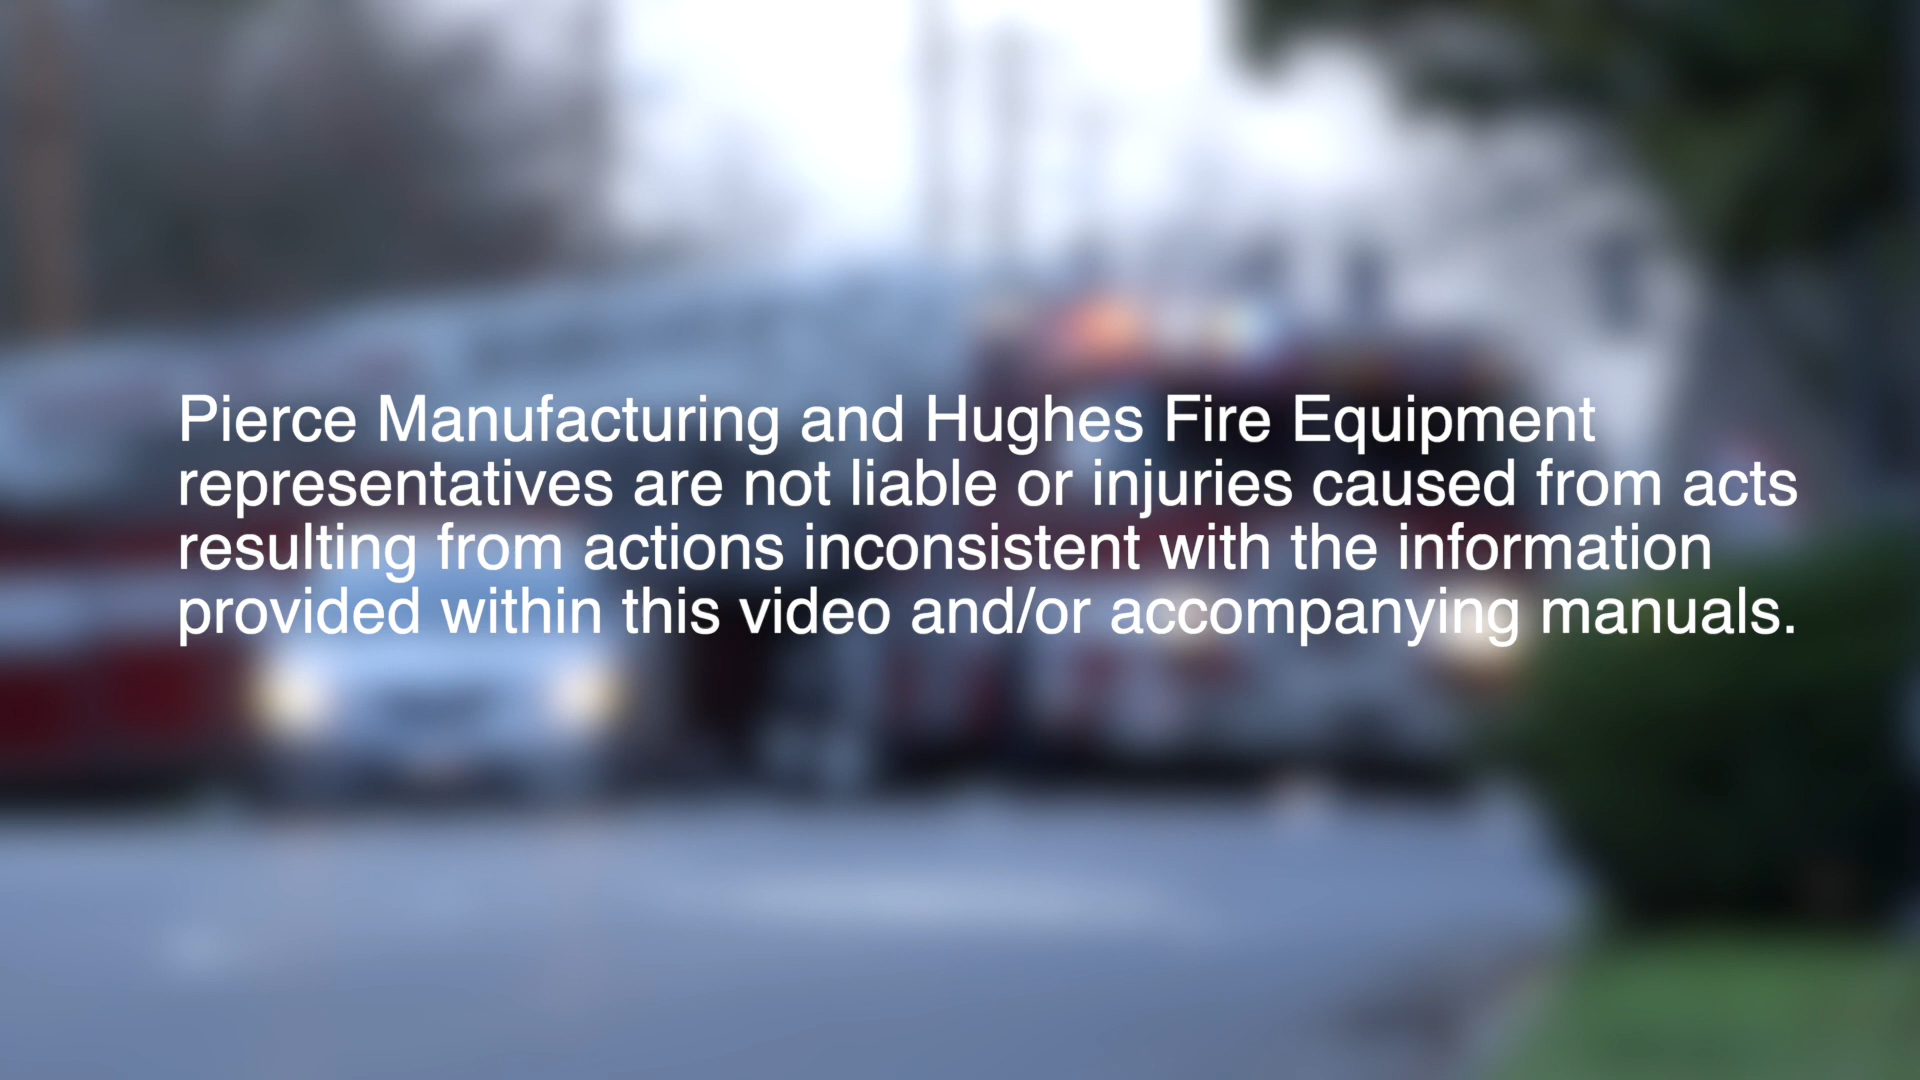 Pierce Manufacturing and Hughes Fire Equipment
representatives are not liable or injuries caused from acts
resulting from actions inconsistent with the information
provided within this video and/or accompanying manuals.